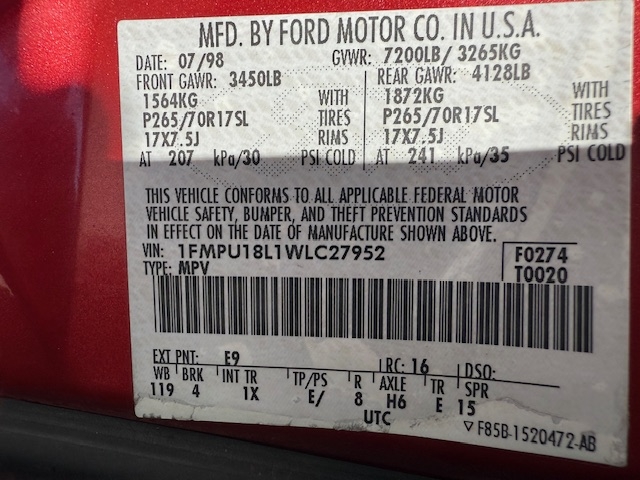 MFD. BY FORD MOTOR CO. IN U.S.A.
DATE: 07/98 GVWR: 7200LB/ 3265KG
FRONT GAWR: 3450LB REAR GAWR: 4128LB
1564KG WITH 1872KG WITH
P265/70R17SL TIRES P265/70R17SL TIRES
17X7.5J RIMS 17X7.5J RIMS
AT 207 kPa/30 PSI COLD AT 241 kPa/35 PSI COLD
THIS VEHICLE CONFORMS TO ALL APPLICABLE FEDERAL MOTOR
VEHICLE SAFETY, BUMPER, AND THEFT PREVENTION STANDARDS
IN EFFECT ON THE DATE OF MANUFACTURE SHOWN ABOVE.
VIN: 1FMPU18L1WLC27952 F0274
TYPE: MPV T0020
EXT PNT: E9 RC: 16 DSO:
WB BRK INT TR TP/PS R AXLE TR SPR
119 4 1X E/ 8 H6 E 15
UTC
▽ F85B-1520472-AB